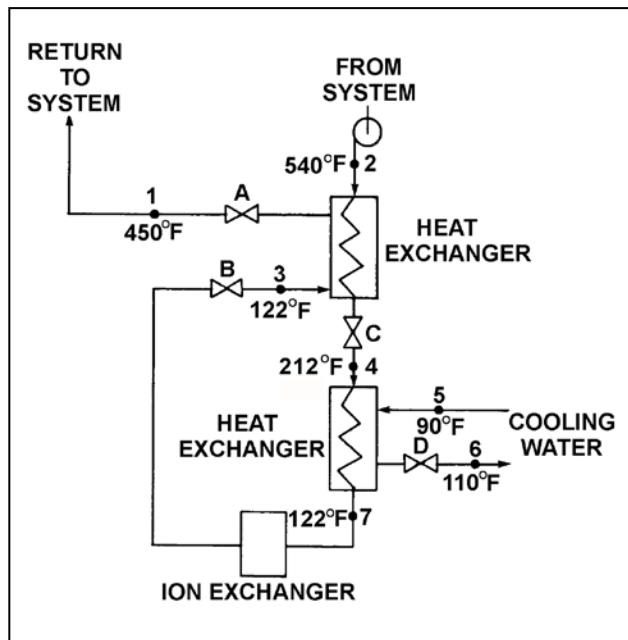 RETURN
TO
SYSTEM
FROM
SYSTEM
540°F 2
1
A
450°F
HEAT
EXCHANGER
B
3
122°F
C
212°F 4
HEAT
EXCHANGER
5
90°F
COOLING
WATER
D
6
110°F
122°F 7
ION EXCHANGER